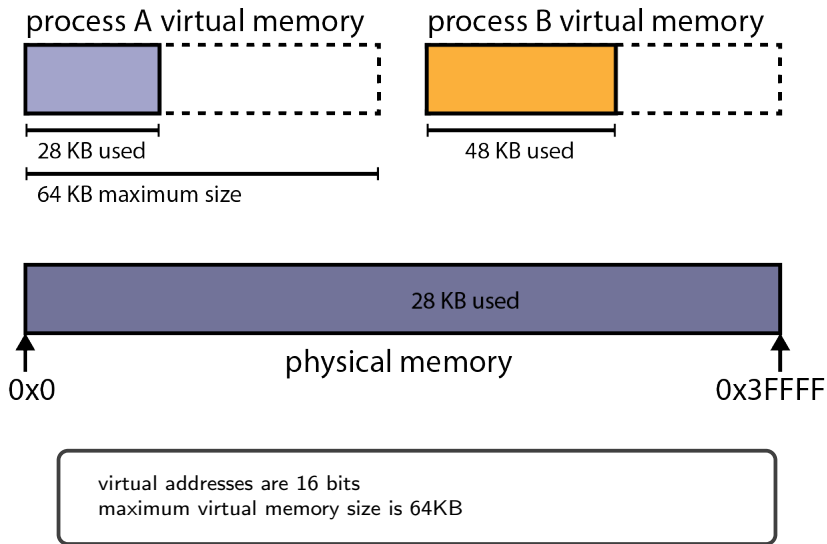 process A virtual memory
process B virtual memory
28 KB used
48 KB used
64 KB maximum size
28 KB used
physical memory
0x0
0x3FFFF
virtual addresses are 16 bits
maximum virtual memory size is 64KB